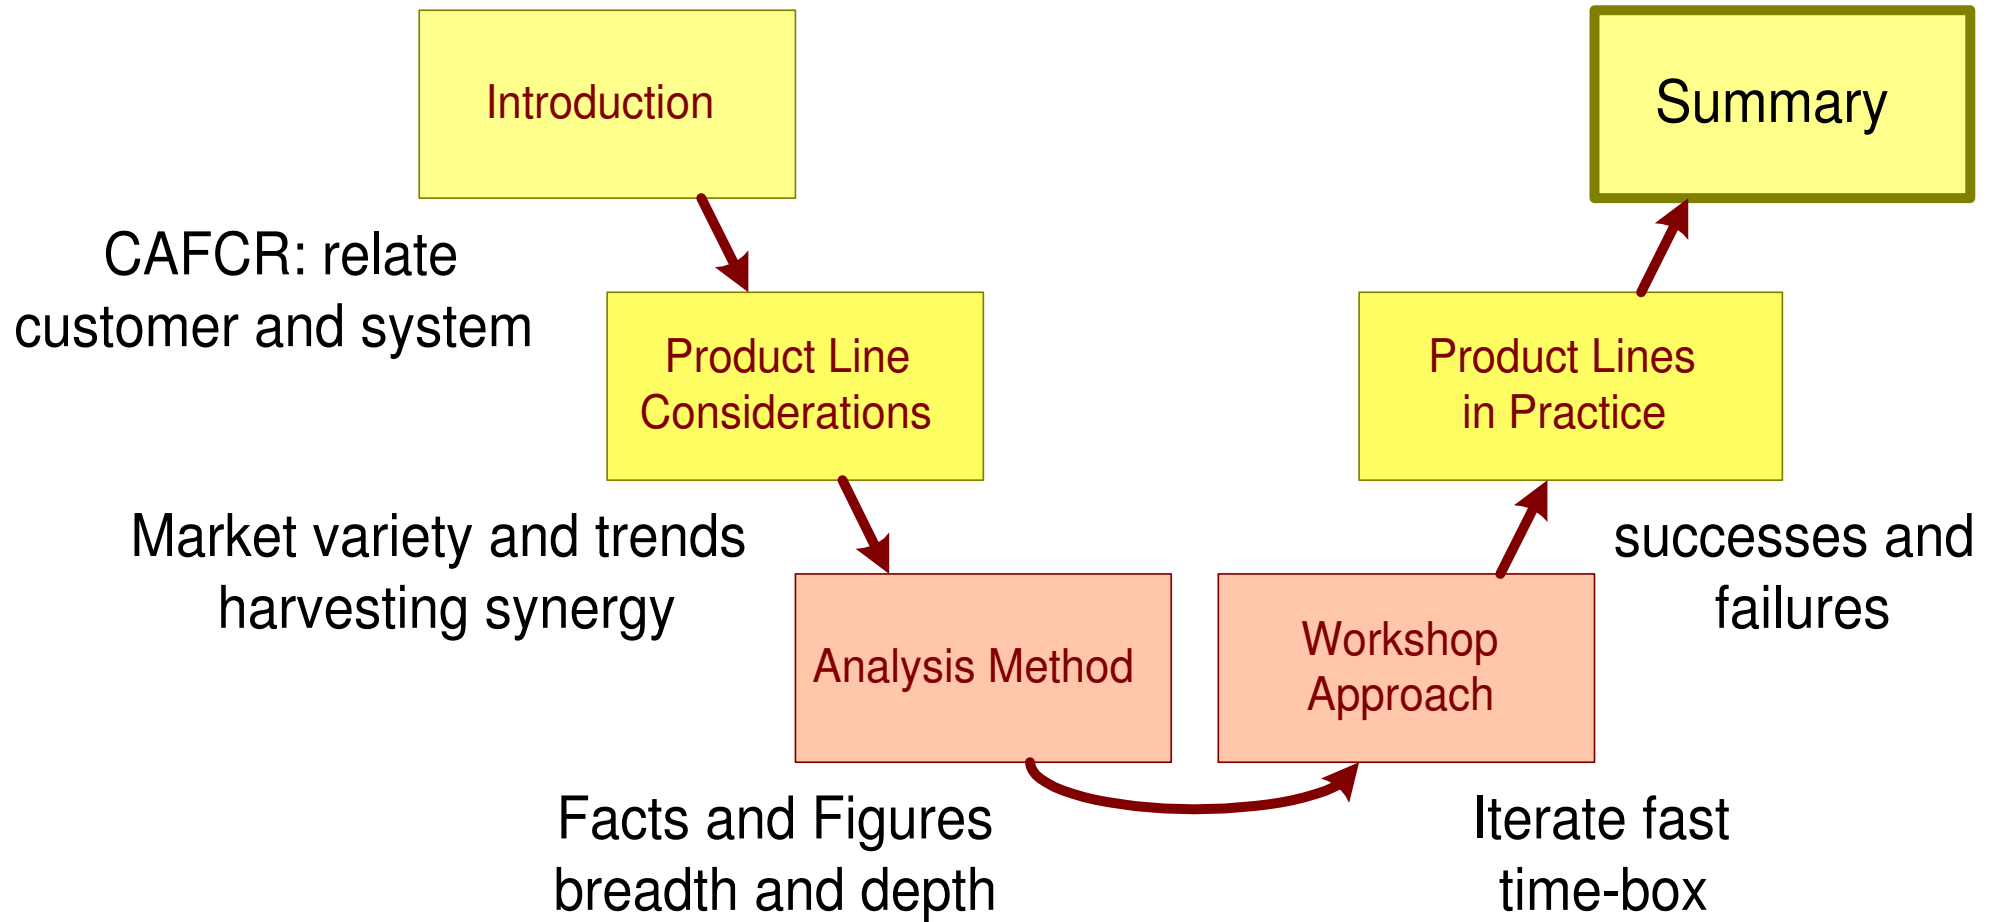 Introduction
CAFCR: relate
customer and system
Product Line
Considerations
Market variety and trends
harvesting synergy
Analysis Method
Facts and Figures
breadth and depth
Workshop
Approach
Iterate fast
time-box
Product Lines
in Practice
successes and
failures
Summary